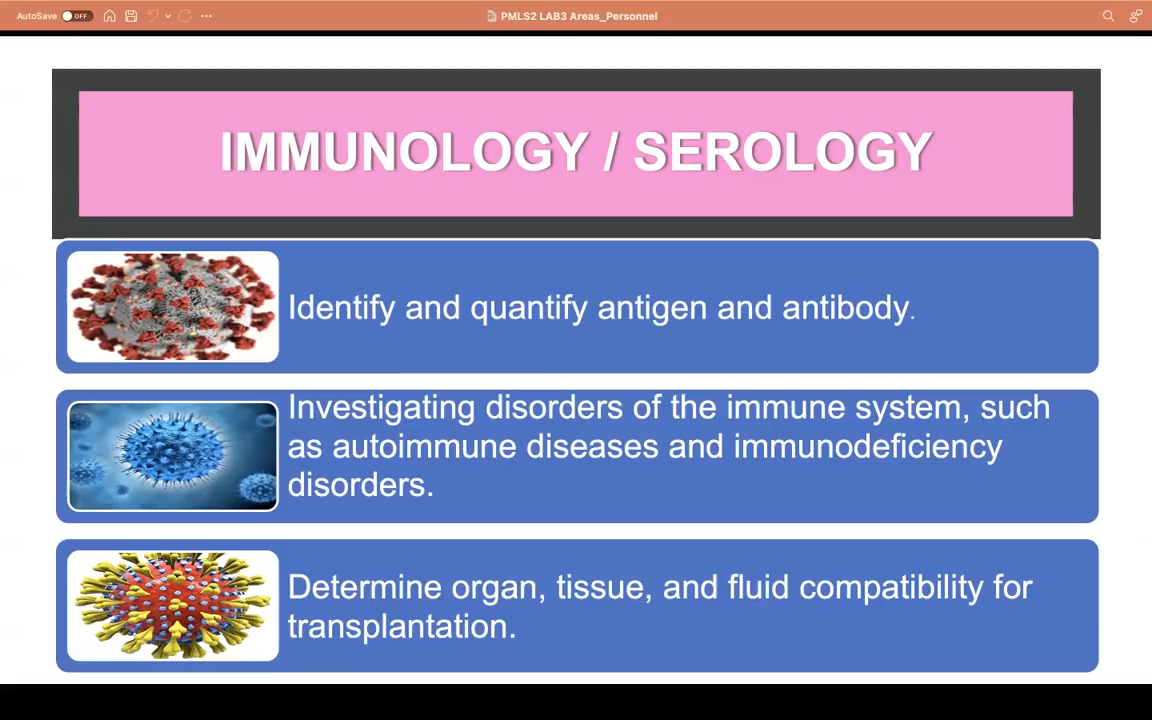 AutoSave OFF
PMLS2 LAB3 Areas_Personnel
IMMUNOLOGY / SEROLOGY
Identify and quantify antigen and antibody.
Investigating disorders of the immune system, such
as autoimmune diseases and immunodeficiency
disorders.
Determine organ, tissue, and fluid compatibility for
transplantation.